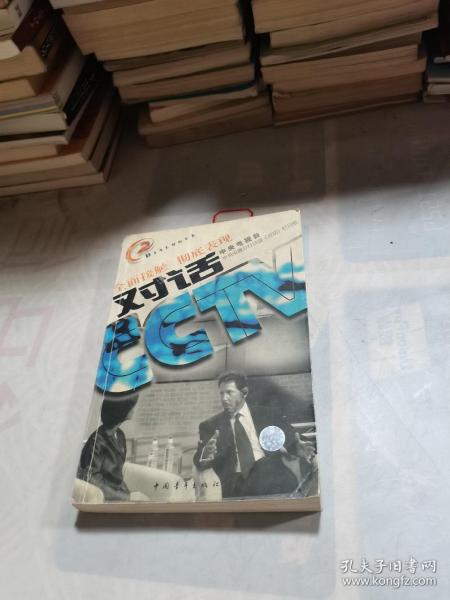 DIALOGUE
全面接触 彻底表现
中央电视台
对话
CCTV
中国青年出版社
孔夫子旧书网
www.kongfz.com